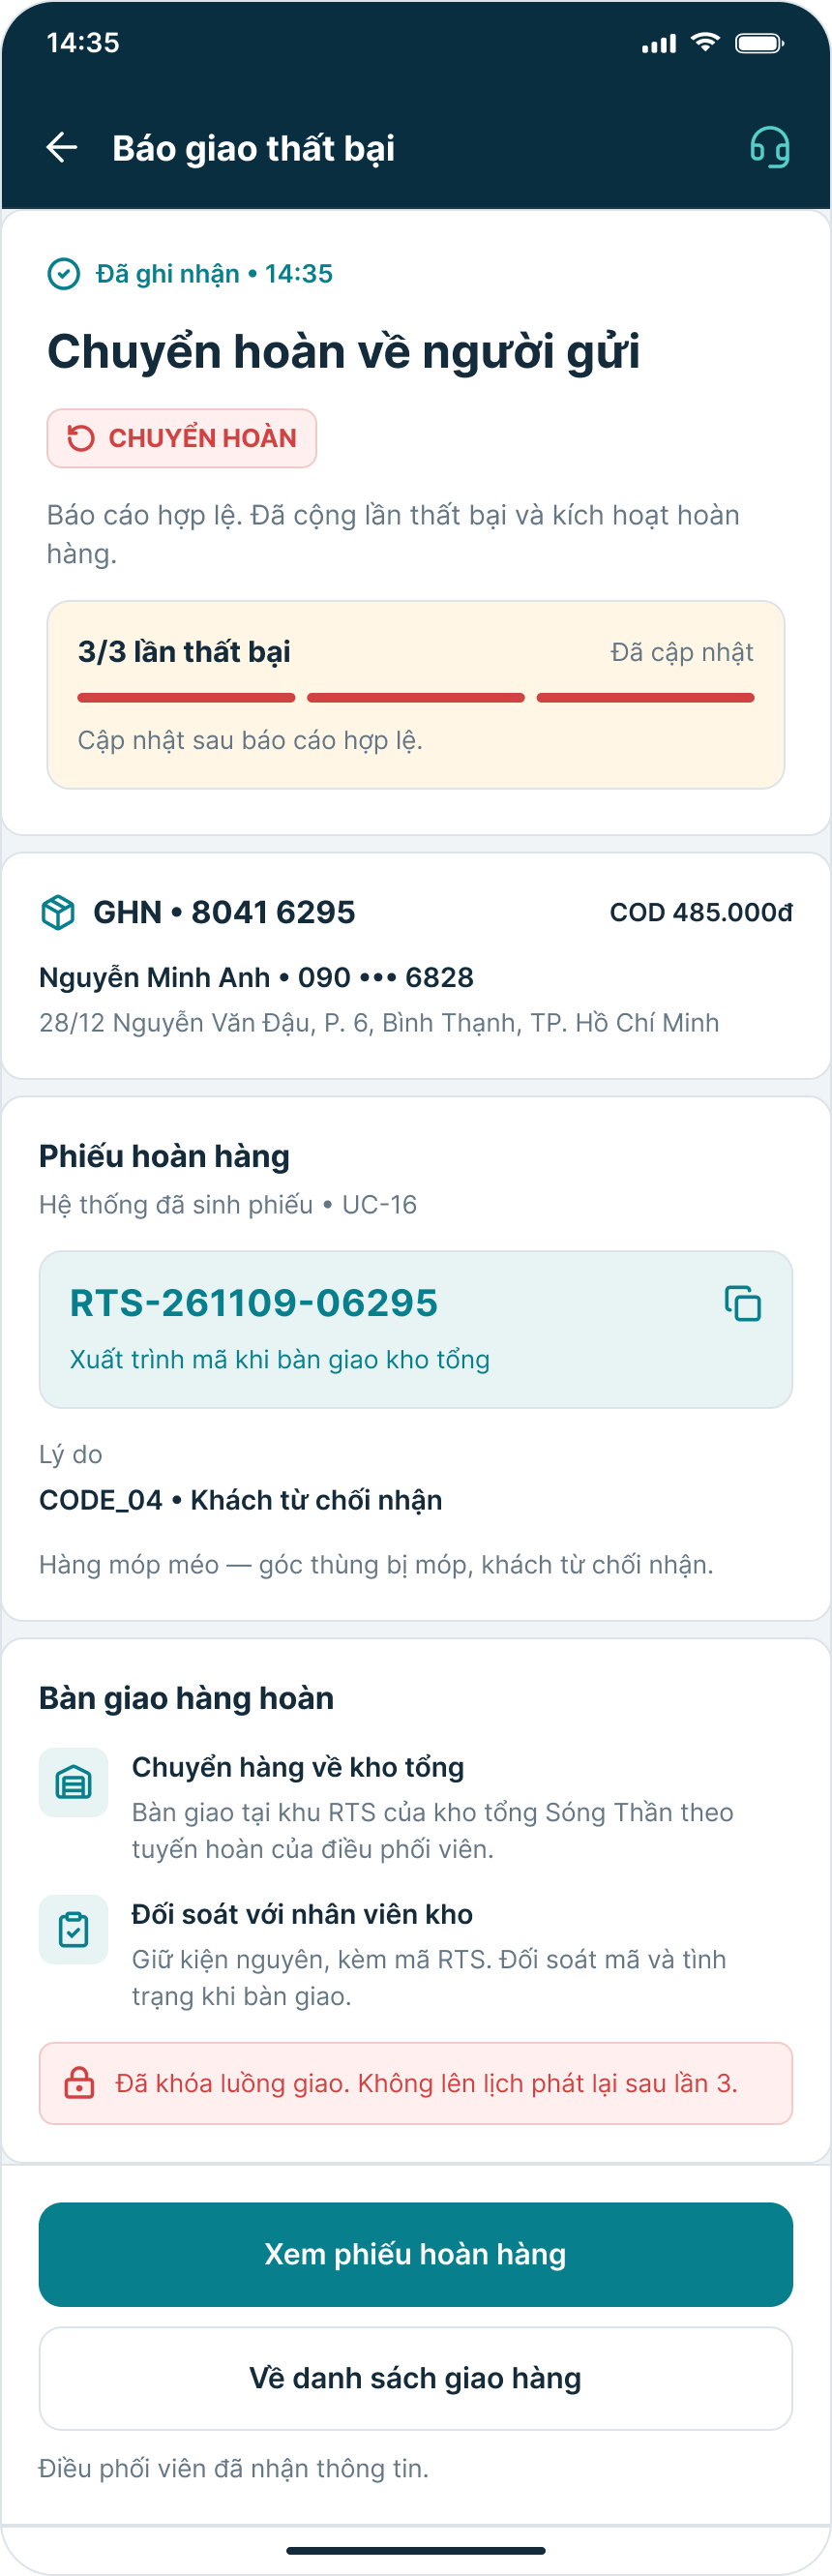 14:35
Báo giao thất bại
Đã ghi nhận • 14:35
Chuyển hoàn về người gửi
CHUYỂN HOÀN
Báo cáo hợp lệ. Đã cộng lần thất bại và kích hoạt hoàn
hàng.
3/3 lần thất bại
Đã cập nhật
Cập nhật sau báo cáo hợp lệ.
GHN • 8041 6295
COD 485.000đ
Nguyễn Minh Anh • 090 ••• 6828
28/12 Nguyễn Văn Đậu, P. 6, Bình Thạnh, TP. Hồ Chí Minh
Phiếu hoàn hàng
Hệ thống đã sinh phiếu • UC-16
RTS-261109-06295
Xuất trình mã khi bàn giao kho tổng
Lý do
CODE_04 • Khách từ chối nhận
Hàng móp méo — góc thùng bị móp, khách từ chối nhận.
Bàn giao hàng hoàn
Chuyển hàng về kho tổng
Bàn giao tại khu RTS của kho tổng Sóng Thần theo
tuyến hoàn của điều phối viên.
Đối soát với nhân viên kho
Giữ kiện nguyên, kèm mã RTS. Đối soát mã và tình
trạng khi bàn giao.
Đã khóa luồng giao. Không lên lịch phát lại sau lần 3.
Xem phiếu hoàn hàng
Về danh sách giao hàng
Điều phối viên đã nhận thông tin.